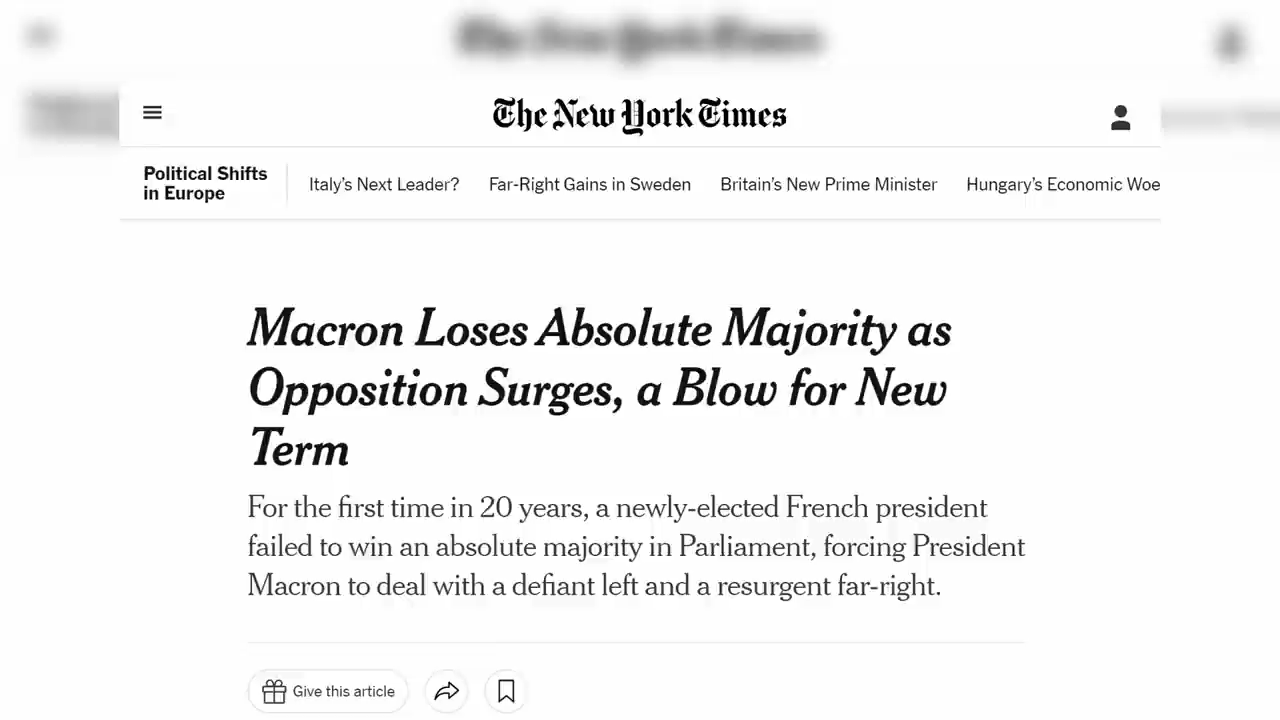 The New York Times
Political Shifts
in Europe
Italy’s Next Leader?
Far-Right Gains in Sweden
Britain’s New Prime Minister
Hungary’s Economic Woe
Macron Loses Absolute Majority as
Opposition Surges, a Blow for New
Term
For the first time in 20 years, a newly-elected French president
failed to win an absolute majority in Parliament, forcing President
Macron to deal with a defiant left and a resurgent far-right.
Give this article